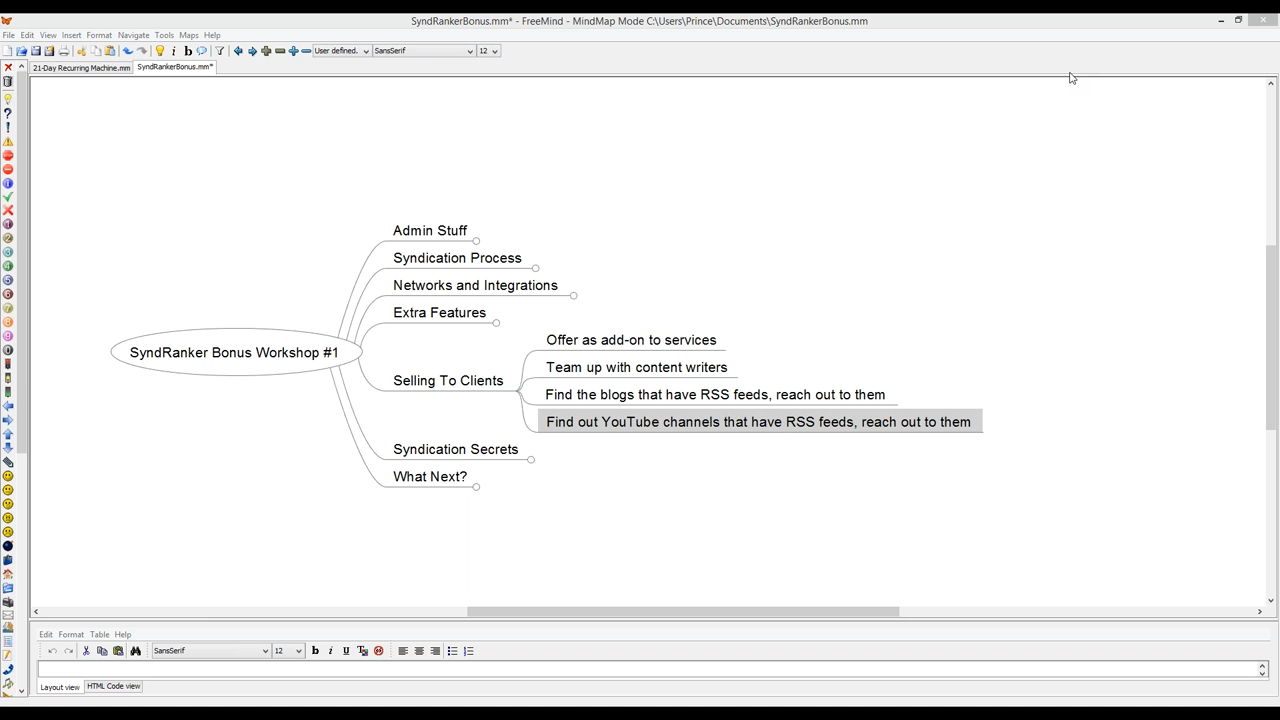 SyndRankerBonus.mm* - FreeMind - MindMap Mode C:\Users\Prince\Documents\SyndRankerBonus.mm
File Edit View Insert Format Navigate Tools Maps Help
User defined. SansSerif 12
21-Day Recurring Machine.mm SyndRankerBonus.mm*
Admin Stuff
Syndication Process
Networks and Integrations
Extra Features
Offer as add-on to services
SyndRanker Bonus Workshop #1
Team up with content writers
Selling To Clients
Find the blogs that have RSS feeds, reach out to them
Find out YouTube channels that have RSS feeds, reach out to them
Syndication Secrets
What Next?
Edit Format Table Help
SansSerif 12
Layout view HTML Code view